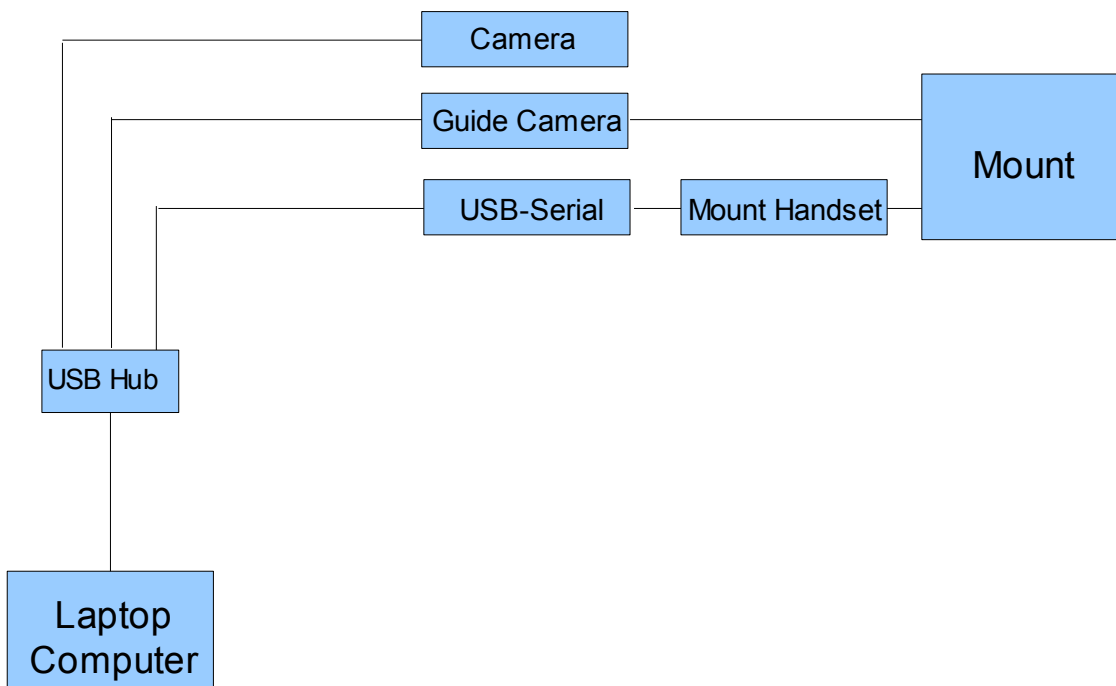 Camera
Guide Camera
Mount
USB-Serial
Mount Handset
USB Hub
Laptop
Computer